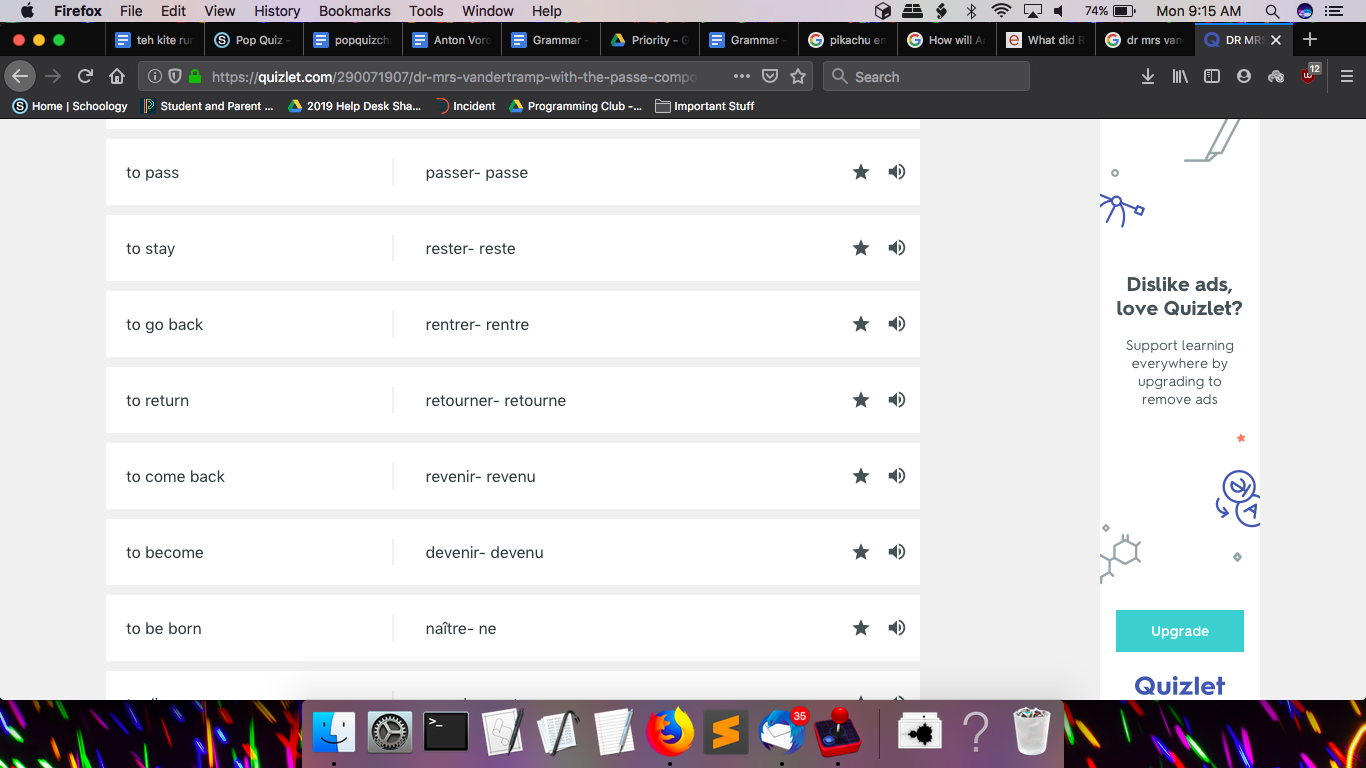 Firefox File Edit View History Bookmarks Tools Window Help 74% Mon 9:15 AM
teh kite rur Pop Quiz - popquizch Anton Vorc Grammar - Priority - G Grammar - pikachu em How will Ar What did R dr mrs van DR MRS
https://quizlet.com/290071907/dr-mrs-vandertramp-with-the-passe-compo Search 12
Home | Schoology Student and Parent ... 2019 Help Desk Sha... Incident Programming Club -... Important Stuff
to pass passer- passe
to stay rester- reste
to go back rentrer- rentre
to return retourner- retourne
to come back revenir- revenu
to become devenir- devenu
to be born naître- ne
Dislike ads,
love Quizlet?
Support learning
everywhere by
upgrading to
remove ads
Upgrade
Quizlet
35